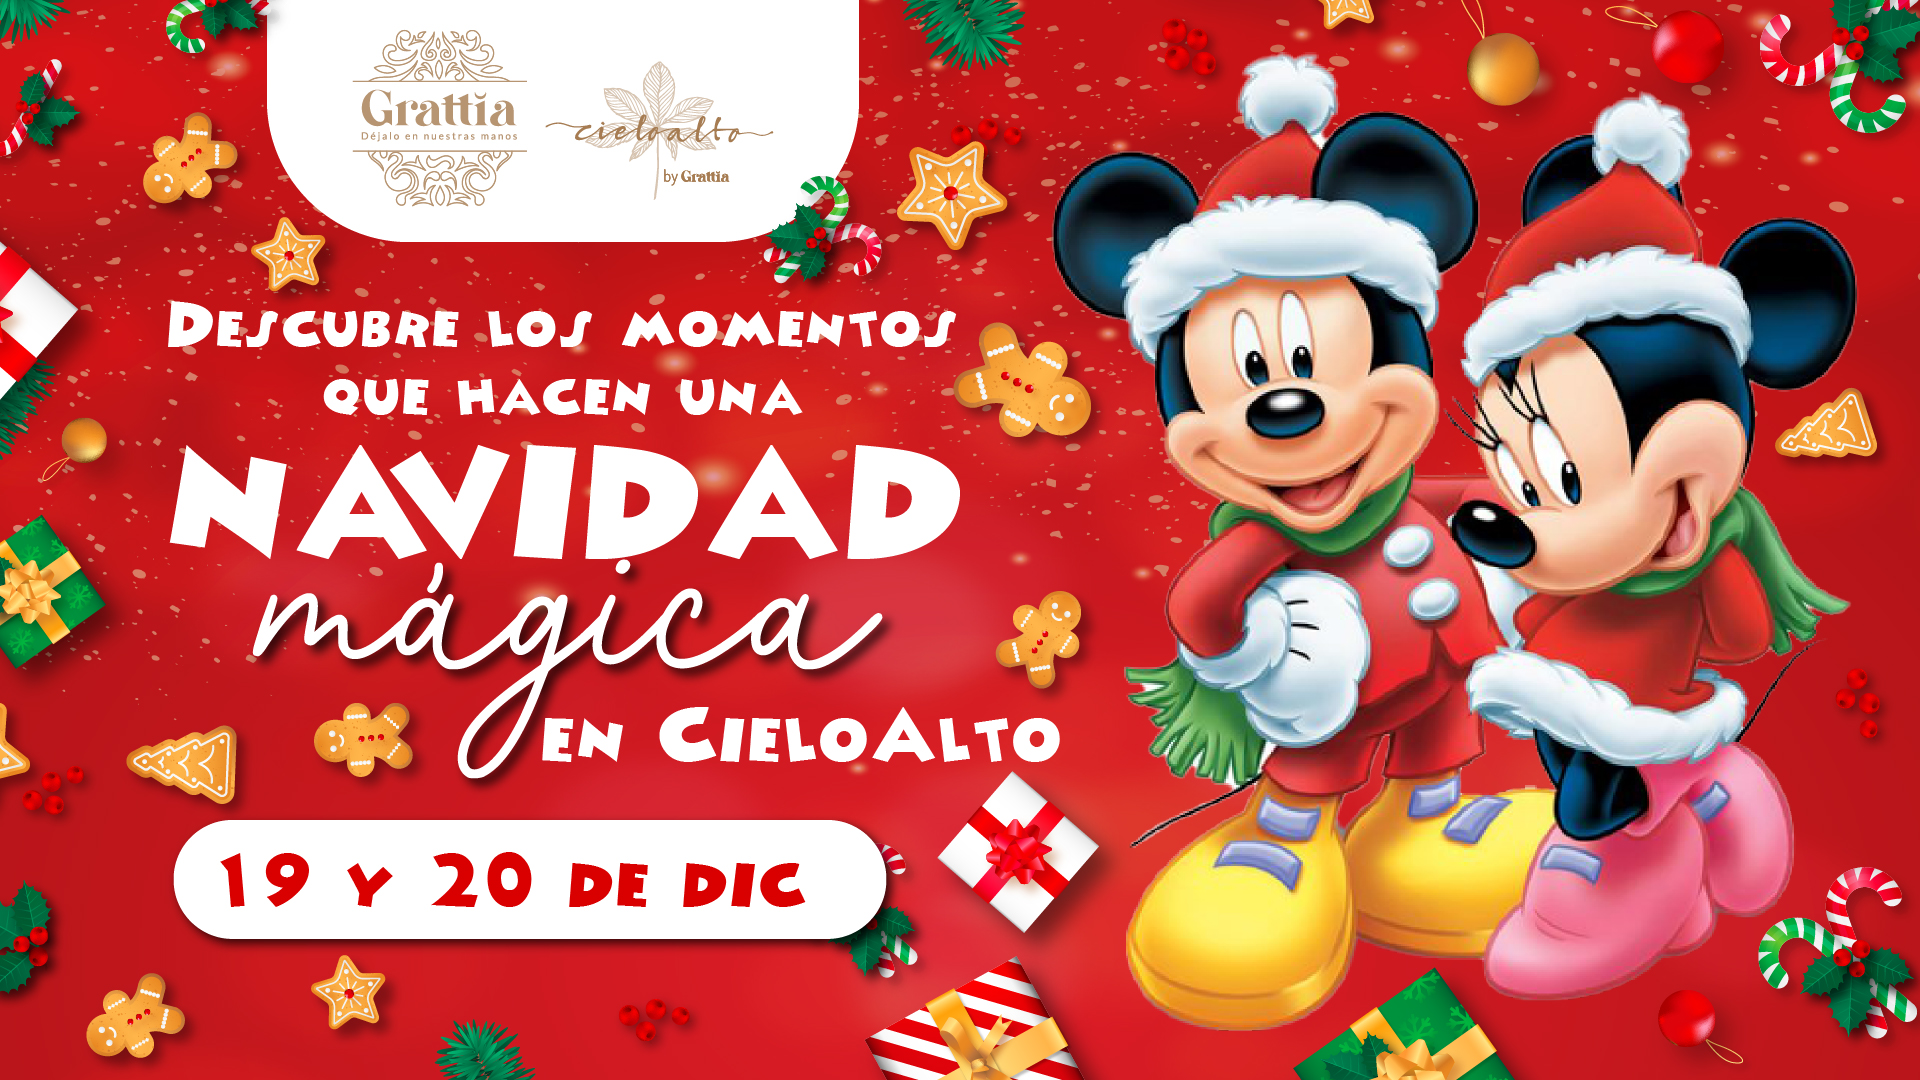 Grattia
Déjalo en nuestras manos
cieloalto
by Grattia
DESCUBRE LOS MOMENTOS
QUE HACEN UNA
NAVIDAD
mágica
EN CIELOALTO
19 Y 20 DE DIC